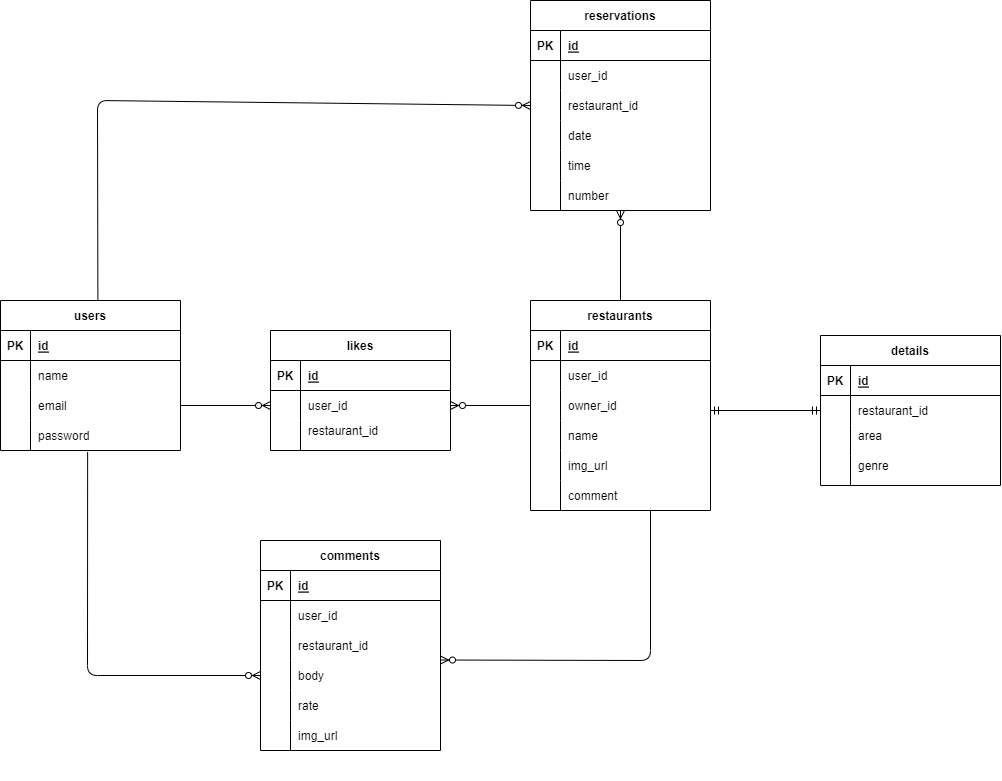 reservations
PK id
user_id
restaurant_id
date
time
number
users
PK id
name
email
password
likes
PK id
user_id
restaurant_id
restaurants
PK id
user_id
owner_id
name
img_url
comment
details
PK id
restaurant_id
area
genre
comments
PK id
user_id
restaurant_id
body
rate
img_url